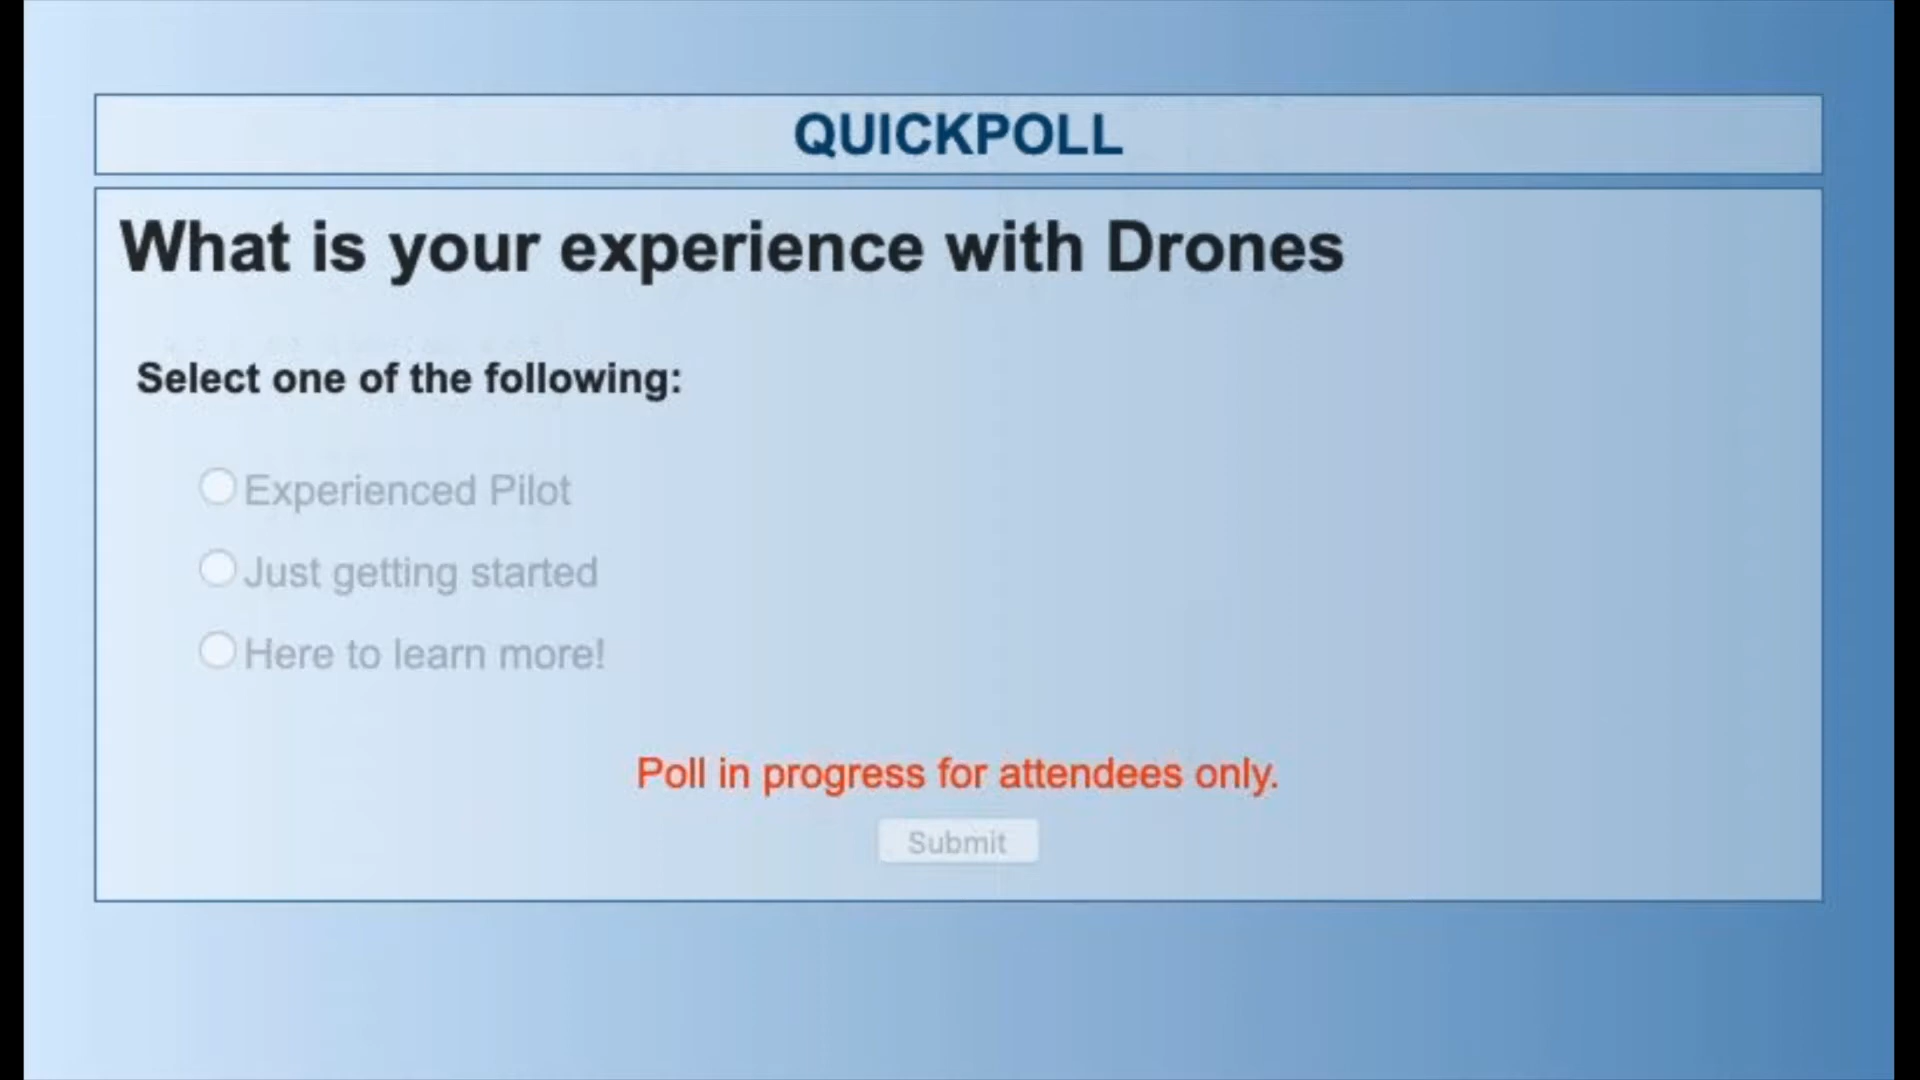 QUICKPOLL
What is your experience with Drones
Select one of the following:
Experienced Pilot
Just getting started
Here to learn more!
Poll in progress for attendees only.
Submit